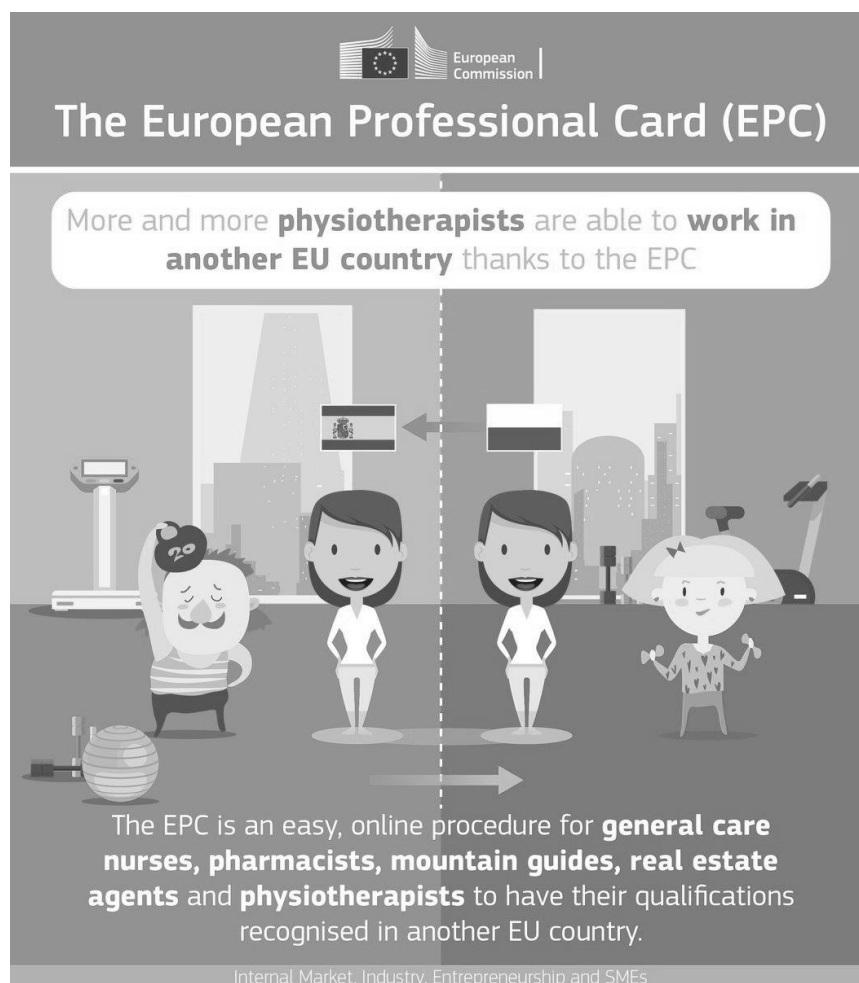 European
Commission
The European Professional Card (EPC)
More and more physiotherapists are able to work in
another EU country thanks to the EPC
20
The EPC is an easy, online procedure for general care
nurses, pharmacists, mountain guides, real estate
agents and physiotherapists to have their qualifications
recognised in another EU country.
Internal Market, Industry, Entrepreneurship and SMEs